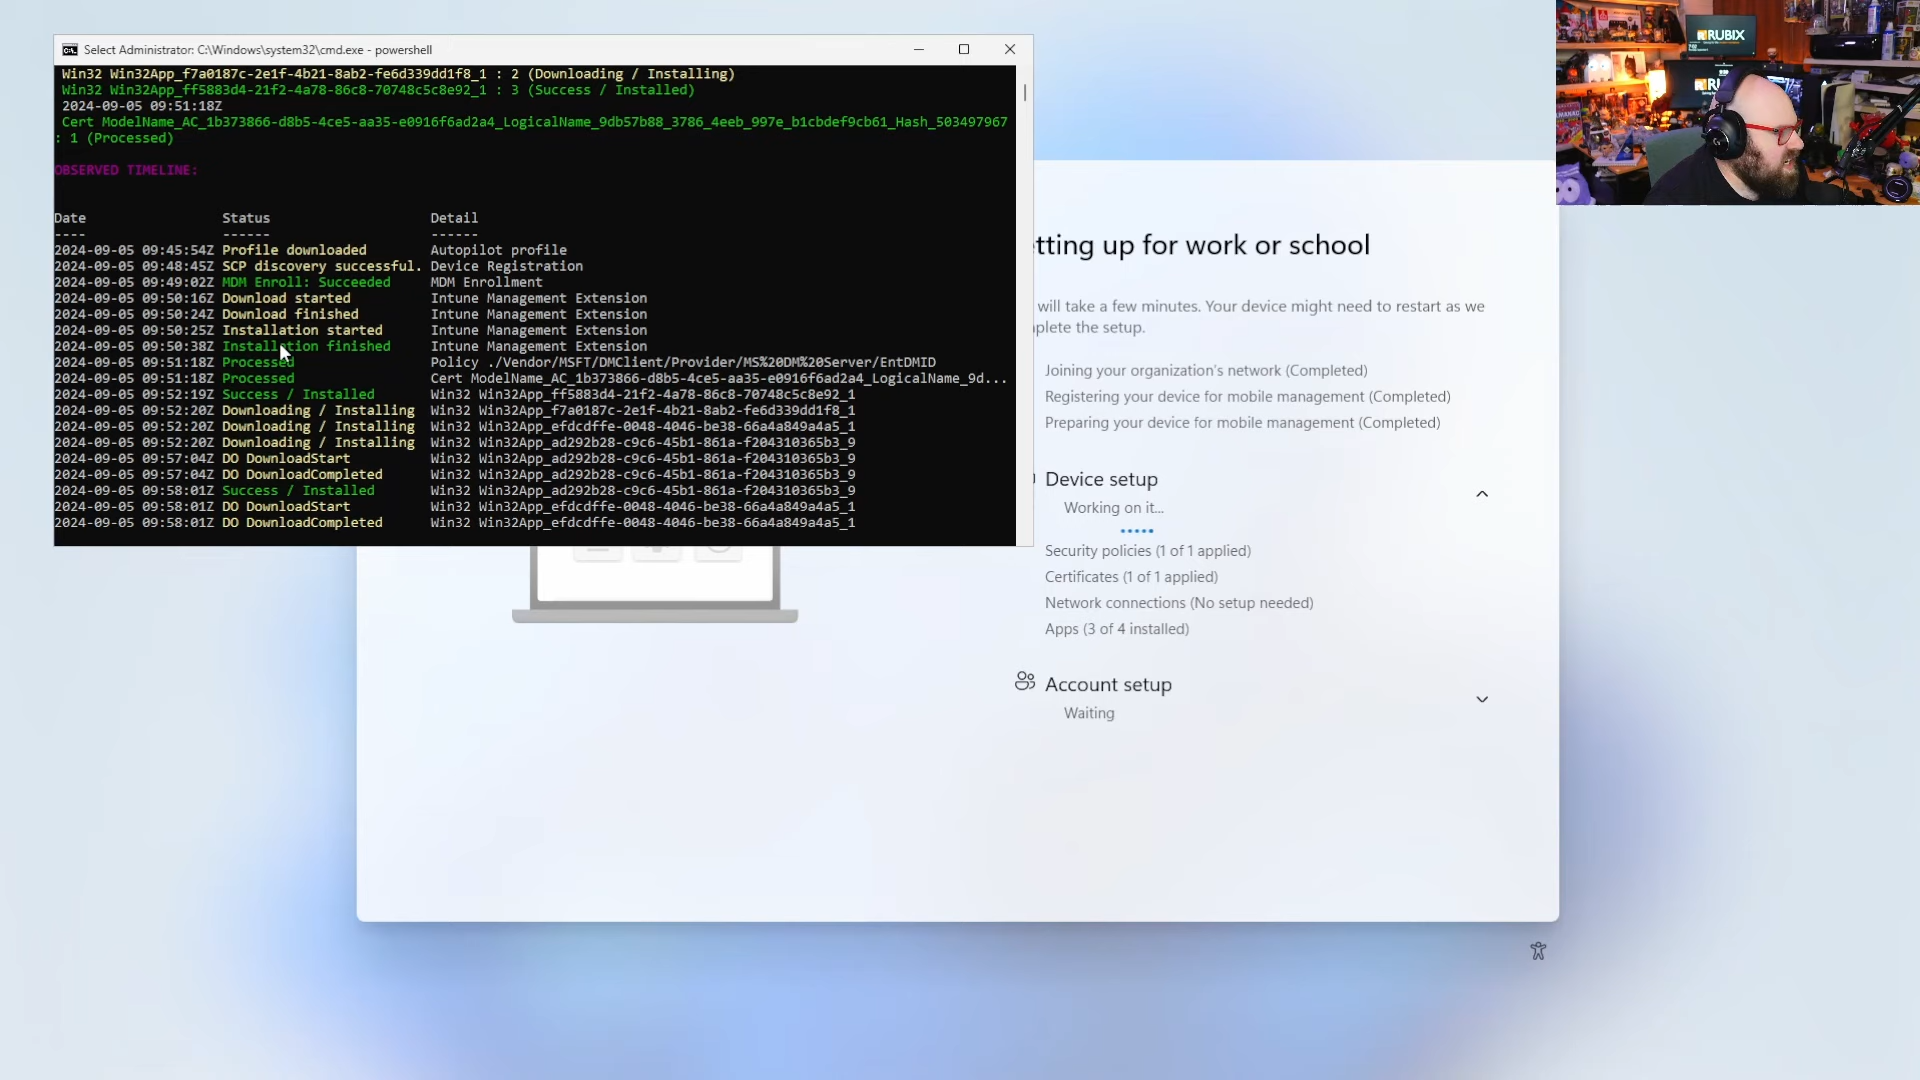 Select Administrator: C:\Windows\system32\cmd.exe - powershell
Win32 Win32App_f7a0187c-2e1f-4b21-8ab2-fe6d339dd1f8_1 : 2 (Downloading / Installing)
Win32 Win32App_ff5883d4-21f2-4a78-86c8-70748c5c8e92_1 : 3 (Success / Installed)
2024-09-05 09:51:18Z
Cert ModelName_AC_1b373866-d8b5-4ce5-aa35-e0916f6ad2a4_LogicalName_9db57b88_3786_4eeb_997e_b1cbdef9cb61_Hash_503497967
: 1 (Processed)
OBSERVED TIMELINE:
Date Status Detail
---- ------ ------
2024-09-05 09:45:54Z Profile downloaded Autopilot profile
2024-09-05 09:48:45Z SCP discovery successful. Device Registration
2024-09-05 09:49:02Z MDM Enroll: Succeeded MDM Enrollment
2024-09-05 09:50:16Z Download started Intune Management Extension
2024-09-05 09:50:24Z Download finished Intune Management Extension
2024-09-05 09:50:25Z Installation started Intune Management Extension
2024-09-05 09:50:38Z Installation finished Intune Management Extension
2024-09-05 09:51:18Z Processed Policy ./Vendor/MSFT/DMClient/Provider/MS%20DM%20Server/EntDMID
2024-09-05 09:51:18Z Processed Cert ModelName_AC_1b373866-d8b5-4ce5-aa35-e0916f6ad2a4_LogicalName_9d...
2024-09-05 09:52:19Z Success / Installed Win32 Win32App_ff5883d4-21f2-4a78-86c8-70748c5c8e92_1
2024-09-05 09:52:20Z Downloading / Installing Win32 Win32App_f7a0187c-2e1f-4b21-8ab2-fe6d339dd1f8_1
2024-09-05 09:52:20Z Downloading / Installing Win32 Win32App_efdcdffe-0048-4046-be38-66a4a849a4a5_1
2024-09-05 09:52:20Z Downloading / Installing Win32 Win32App_ad292b28-c9c6-45b1-861a-f204310365b3_9
2024-09-05 09:57:04Z DO DownloadStart Win32 Win32App_ad292b28-c9c6-45b1-861a-f204310365b3_9
2024-09-05 09:57:04Z DO DownloadCompleted Win32 Win32App_ad292b28-c9c6-45b1-861a-f204310365b3_9
2024-09-05 09:58:01Z Success / Installed Win32 Win32App_ad292b28-c9c6-45b1-861a-f204310365b3_9
2024-09-05 09:58:01Z DO DownloadStart Win32 Win32App_efdcdffe-0048-4046-be38-66a4a849a4a5_1
2024-09-05 09:58:01Z DO DownloadCompleted Win32 Win32App_efdcdffe-0048-4046-be38-66a4a849a4a5_1
etting up for work or school
will take a few minutes. Your device might need to restart as we
plete the setup.
Joining your organization's network (Completed)
Registering your device for mobile management (Completed)
Preparing your device for mobile management (Completed)
Device setup
Working on it...
Security policies (1 of 1 applied)
Certificates (1 of 1 applied)
Network connections (No setup needed)
Apps (3 of 4 installed)
Account setup
Waiting
RUBIX